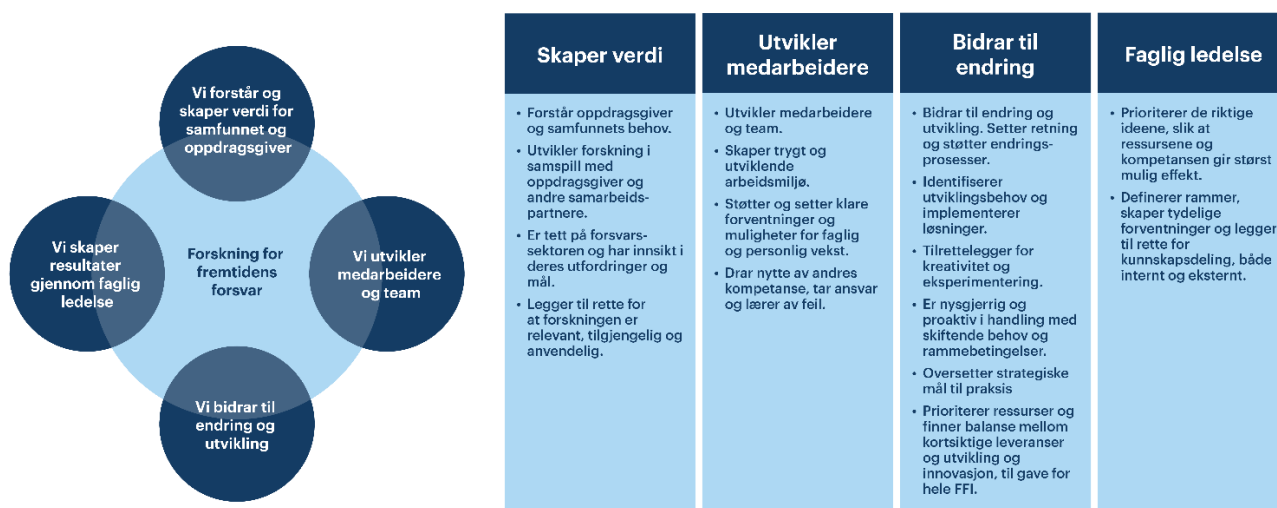 Vi forstår og
skaper verdi for
samfunnet og
oppdragsgiver
Vi skaper
resultater
gjennom faglig
ledelse
Forskning for
fremtidens
forsvar
Vi utvikler
medarbeidere
og team
Vi bidrar til
endring og
utvikling
Skaper verdi
• Forstår oppdragsgiver
og samfunnets behov.
• Utvikler forskning i
samspill med
oppdragsgiver og
andre samarbeids-
partnere.
• Er tett på forsvars-
sektoren og har innsikt i
deres utfordringer og
mål.
• Legger til rette for
at forskningen er
relevant, tilgjengelig og
anvendelig.
Utvikler
medarbeidere
• Utvikler medarbeidere
og team.
• Skaper trygt og
utviklende
arbeidsmiljø.
• Støtter og setter klare
forventninger og
muligheter for faglig
og personlig vekst.
• Drar nytte av andres
kompetanse, tar ansvar
og lærer av feil.
Bidrar til
endring
• Bidrar til endring og
utvikling. Setter retning
og støtter endrings-
prosesser.
• Identifiserer
utviklingsbehov og
implementerer
løsninger.
• Tilrettelegger for
kreativitet og
eksperimentering.
• Er nysgjerrig og
proaktiv i handling med
skiftende behov og
rammebetingelser.
• Oversetter strategiske
mål til praksis
• Prioriterer ressurser og
finner balanse mellom
kortsiktige leveranser
og utvikling og
innovasjon, til gave for
hele FFI.
Faglig ledelse
• Prioriterer de riktige
ideene, slik at
ressursene og
kompetansen gir størst
mulig effekt.
• Definerer rammer,
skaper tydelige
forventninger og legger
til rette for
kunnskapsdeling, både
internt og eksternt.